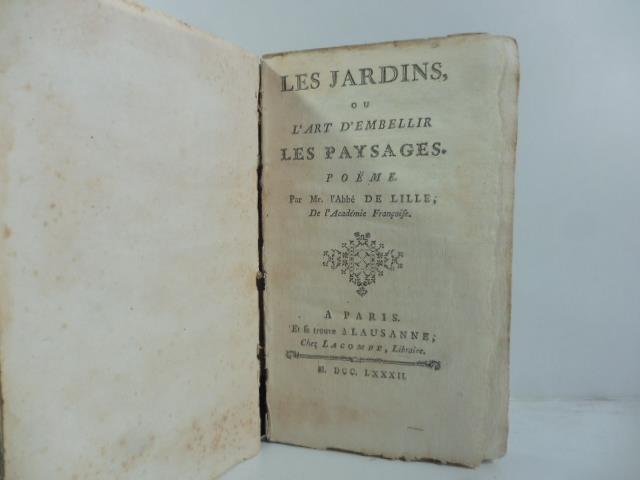 LES JARDINS,
OU
L'ART D'EMBELLIR
LES PAYSAGES.
POËME.
Par Mr. l'Abbé DE LILLE,
De l'Académie Françoise.
A PARIS.
Et se trouve à LAUSANNE,
Chez LACOMBE, Libraire.
M. DCC. LXXXII.